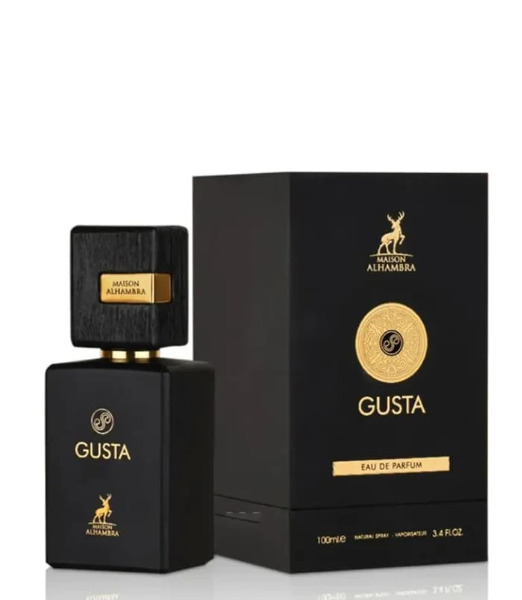 MAISON
ALHAMBRA
GUSTA
MAISON
ALHAMBRA
MAISON
ALHAMBRA
GUSTA
EAU DE PARFUM
100ml℮ NATURAL SPRAY - VAPORISATEUR 3.4 FL.OZ.